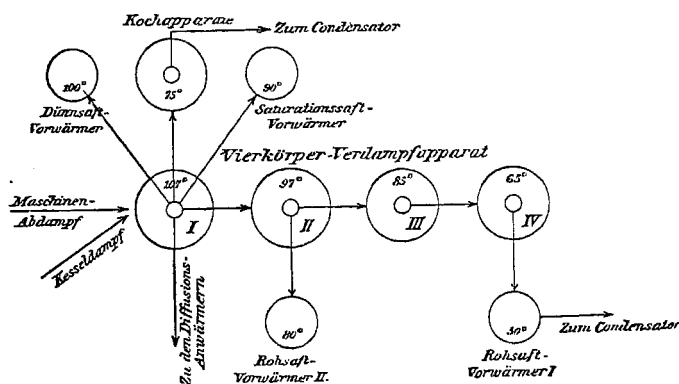 Kochapparate
Zum Condensator
100°
75°
90°
Dünnsaft-
Vorwärmer
Saturationssaft-
Vorwärmer
Vierkörper-Verdampfapparat
107°
97°
85°
65°
Maschinen-
Abdampf
I
II
III
IV
Kesseldampf
Zu den Diffusions-
Anwärmern
80°
50°
Zum Condensator
Rohsaft-
Vorwärmer II.
Rohsaft-
Vorwärmer I